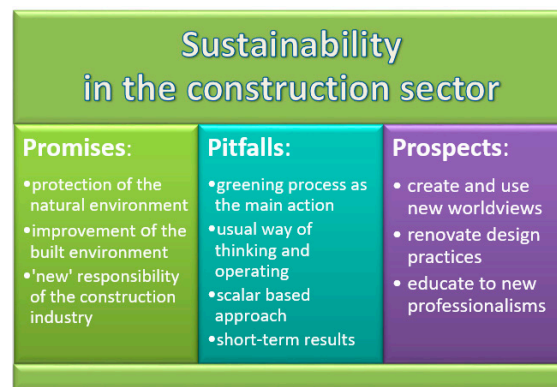 Sustainability
in the construction sector
Promises:
•protection of the
natural environment
•improvement of the
built environment
•'new' responsibility
of the construction
industry
Pitfalls:
•greening process as
the main action
•usual way of
thinking and
operating
•scalar based
approach
•short-term results
Prospects:
• create and use
new worldviews
• renovate design
practices
• educate to new
professionalisms